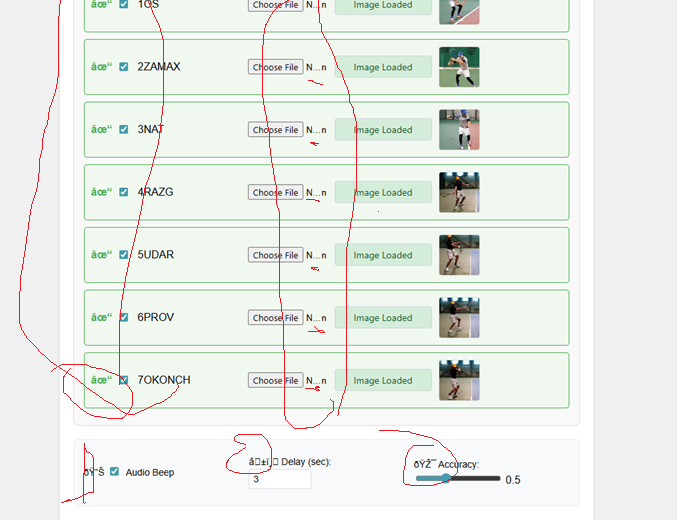 âœ“ 1OS Choose File N...n Image Loaded
âœ“ 2ZAMAX Choose File N...n Image Loaded
âœ“ 3NAT Choose File N...n Image Loaded
âœ“ 4RAZG Choose File N...n Image Loaded
âœ“ 5UDAR Choose File N...n Image Loaded
âœ“ 6PROV Choose File N...n Image Loaded
âœ“ 7OKONCH Choose File N...n Image Loaded
Audio Beep
Delay (sec):
3
ðŸŽ¯ Accuracy:
0.5